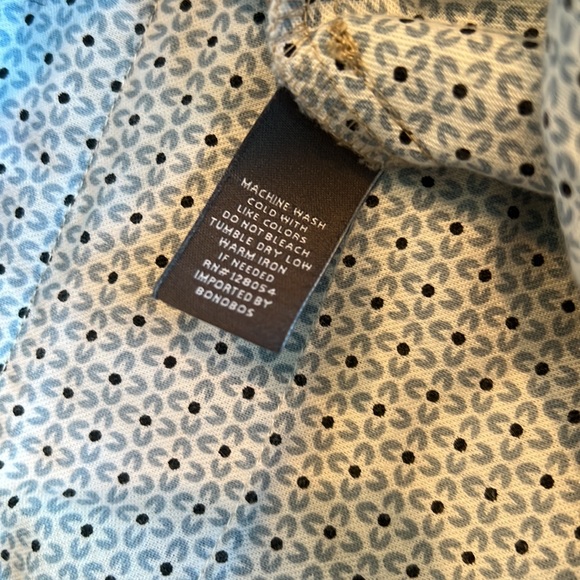 MACHINE WASH
COLD WITH
LIKE COLORS
DO NOT BLEACH
TUMBLE DRY LOW
WARM IRON
IF NEEDED
RN# 128054
IMPORTED BY
BONOBOS